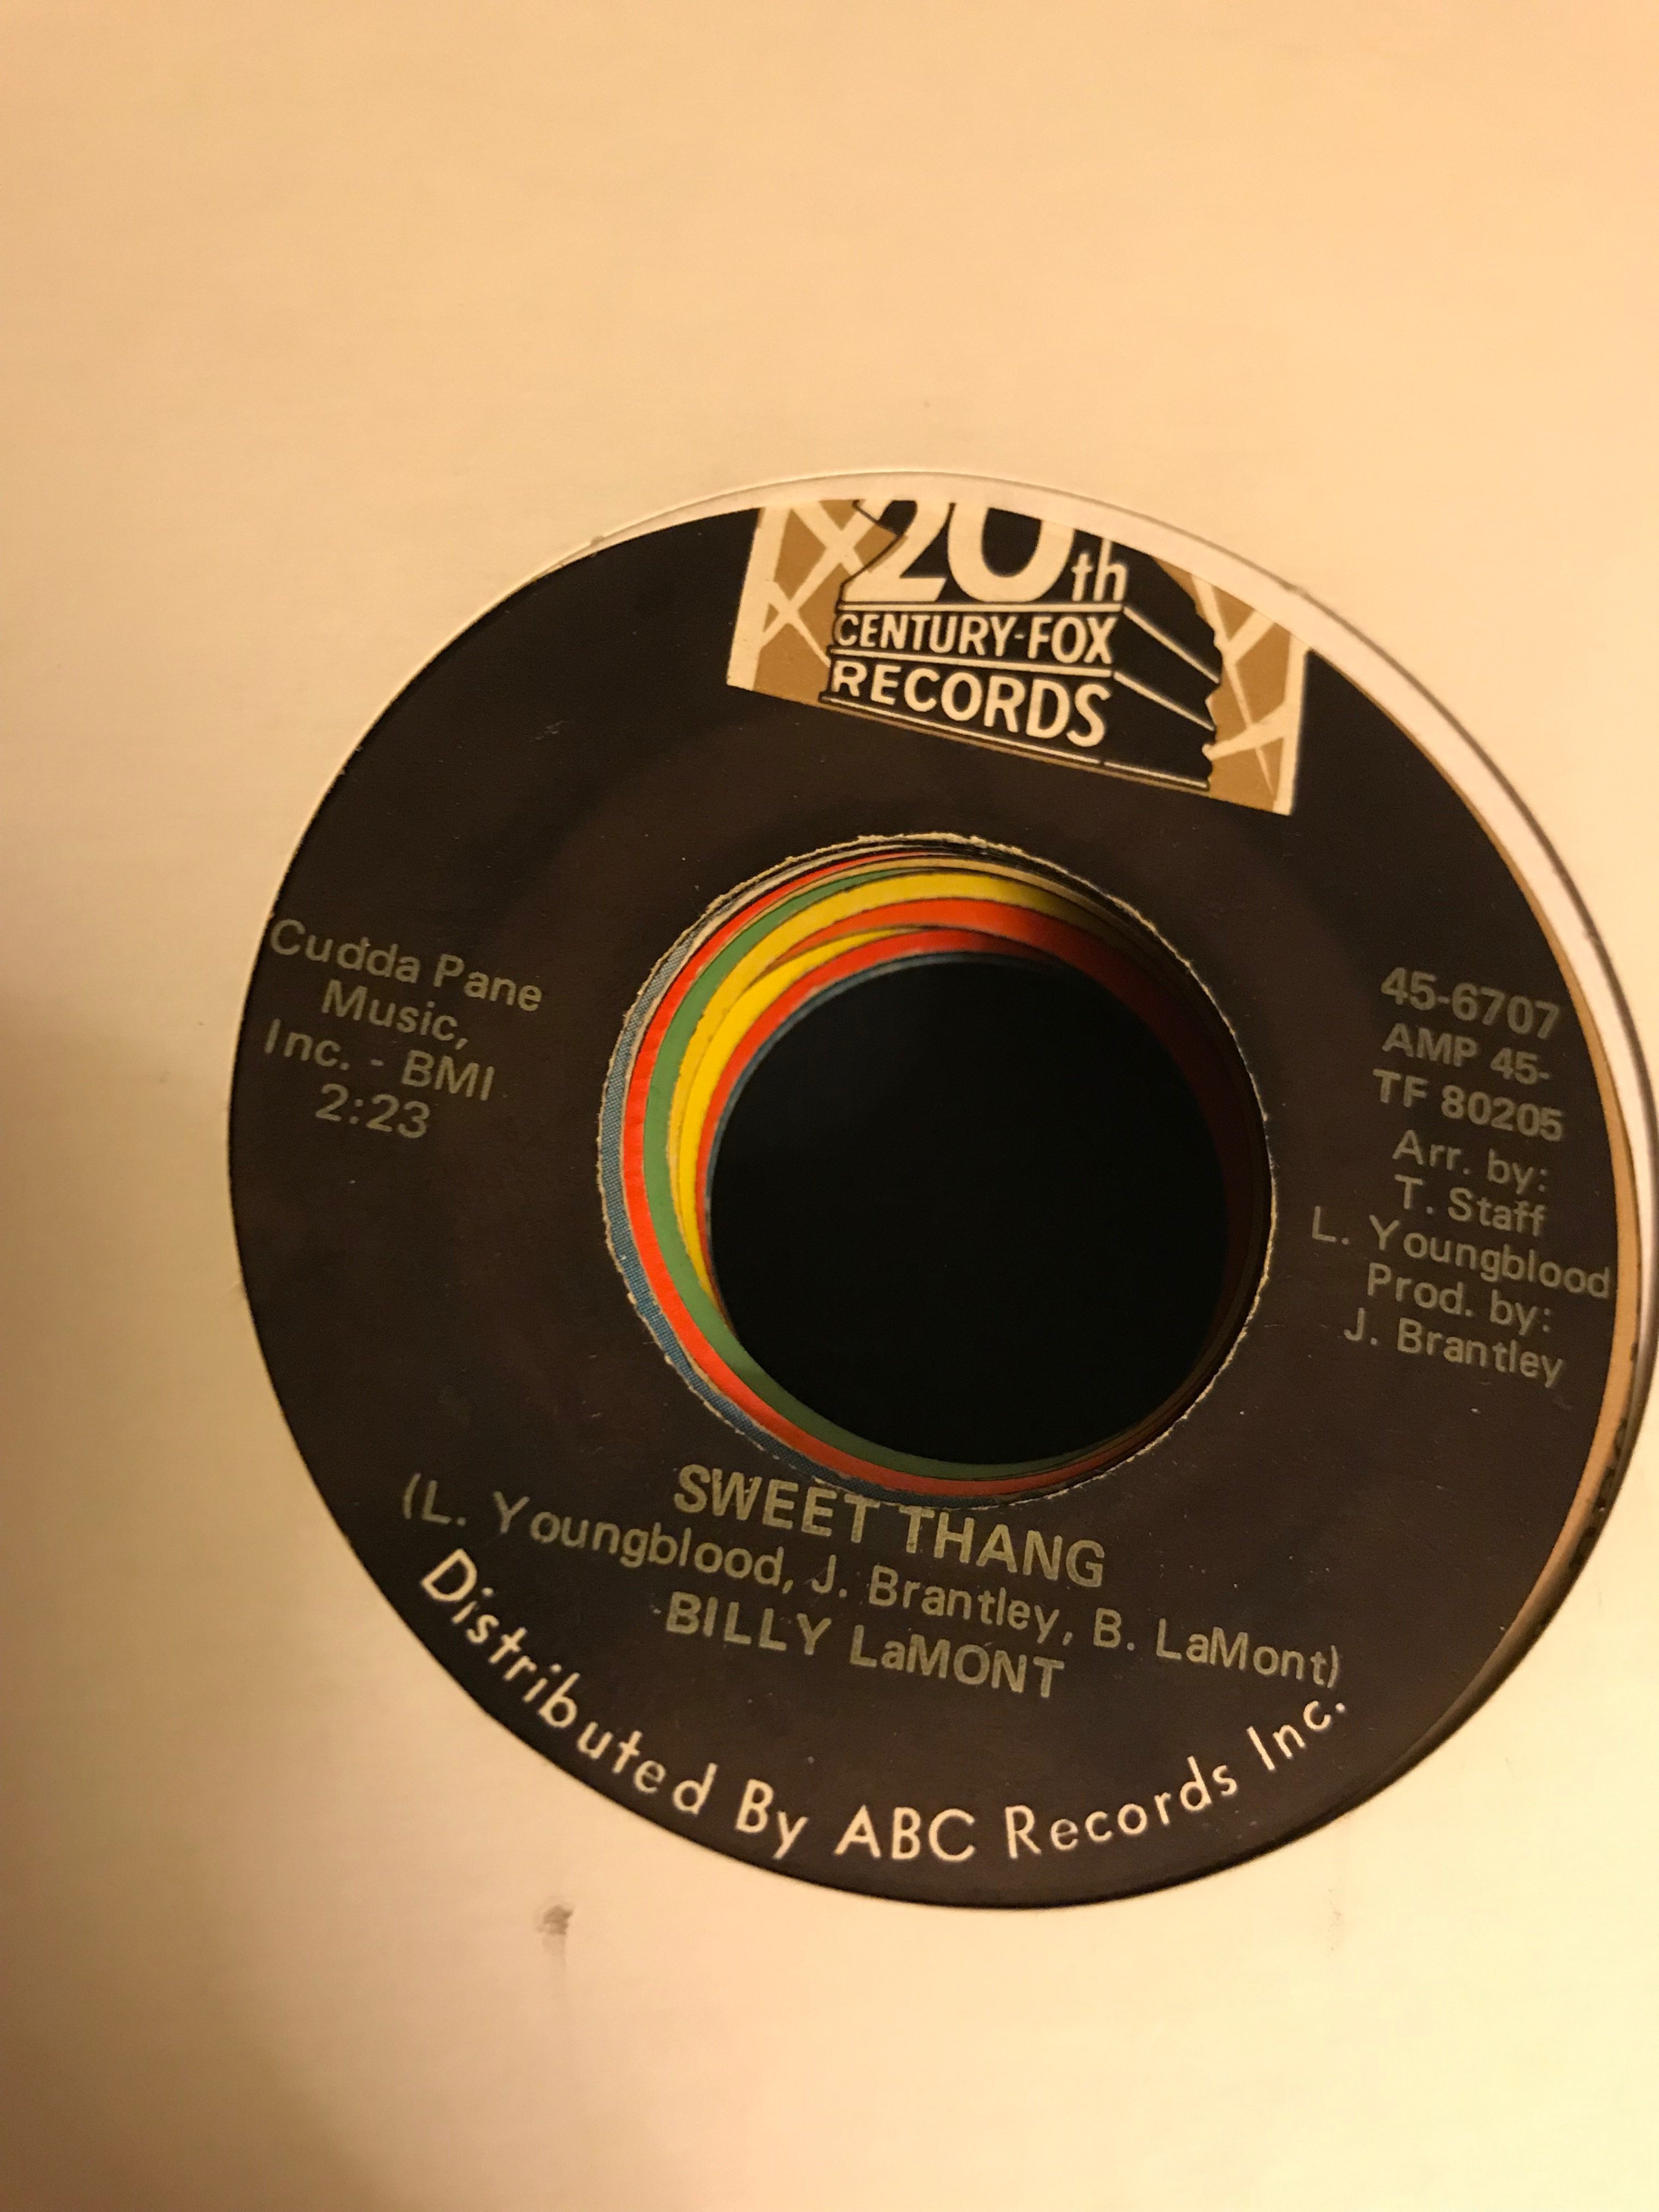 20th
CENTURY-FOX
RECORDS
Cudda Pane
Music,
Inc. - BMI
2:23
45-6707
AMP 45-
TF 80205
Arr. by:
T. Staff
L. Youngblood
Prod. by:
J. Brantley
SWEET THANG
(L. Youngblood, J. Brantley, B. LaMont)
BILLY LaMONT
Distributed By ABC Records Inc.